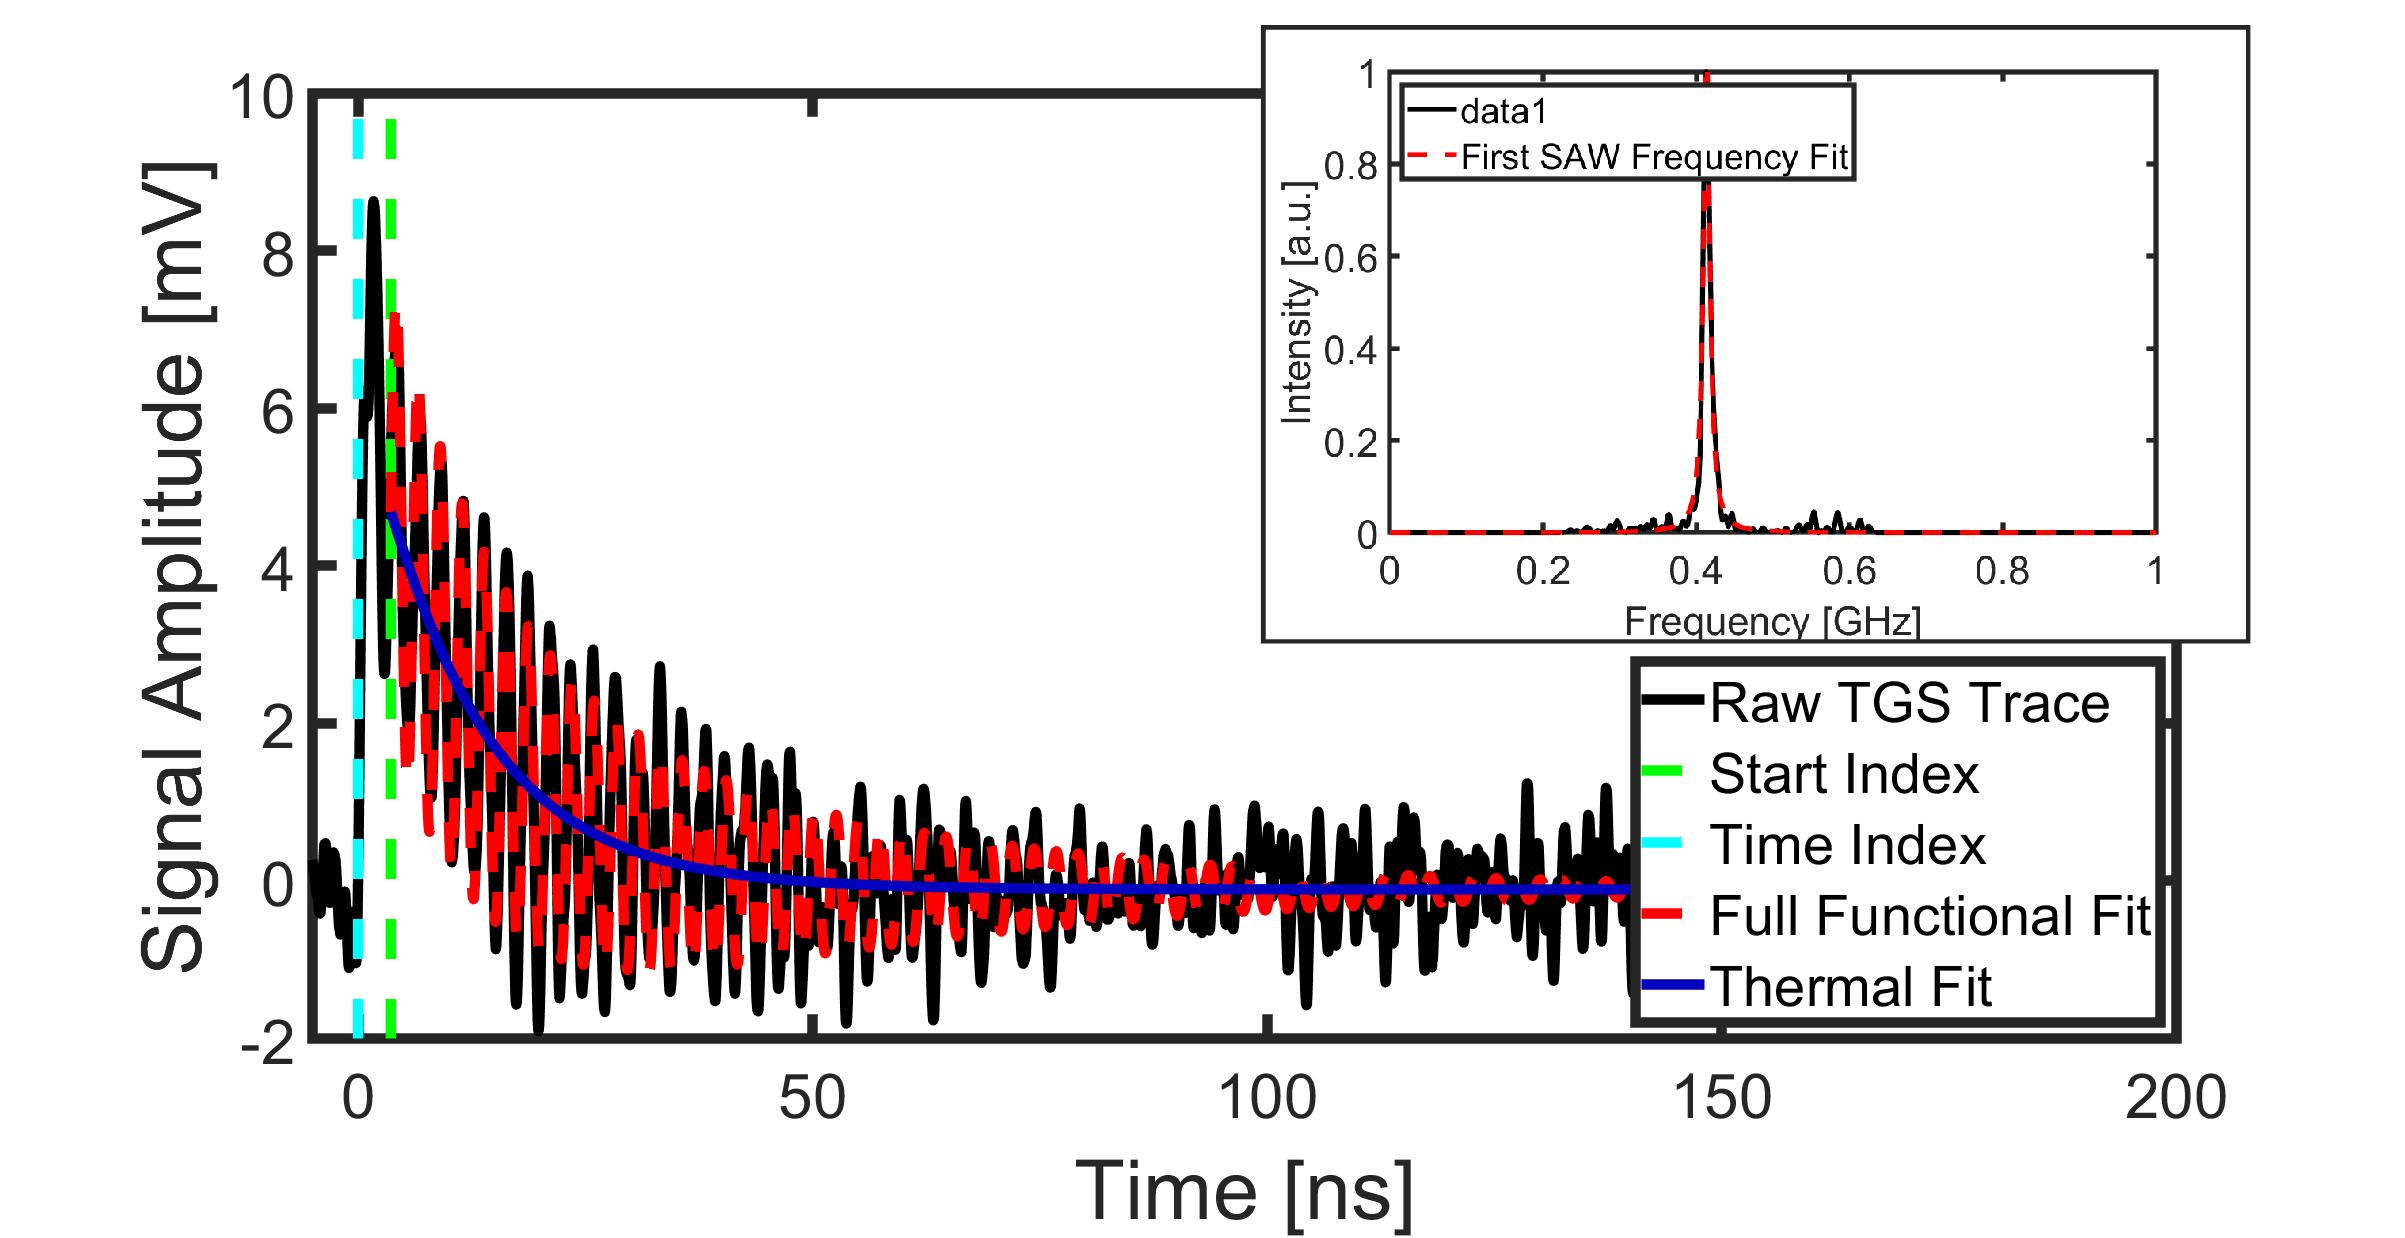 Signal Amplitude [mV]
10
8
6
4
2
0
-2
0
50
100
150
200
Time [ns]
Intensity [a.u.]
1
0.8
0.6
0.4
0.2
0
0
0.2
0.4
0.6
0.8
1
Frequency [GHz]
data1
First SAW Frequency Fit
Raw TGS Trace
Start Index
Time Index
Full Functional Fit
Thermal Fit